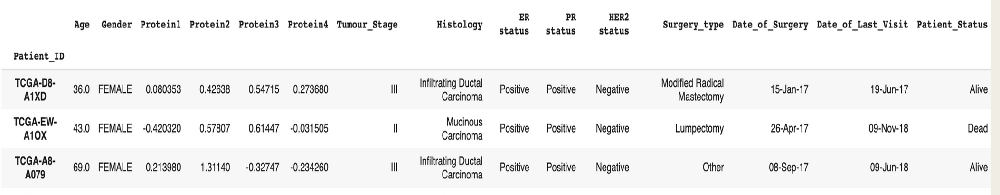 Age Gender Protein1 Protein2 Protein3 Protein4 Tumour_Stage Histology ER status PR status HER2 status Surgery_type Date_of_Surgery Date_of_Last_Visit Patient_Status
Patient_ID
TCGA-D8-A1XD 36.0 FEMALE 0.080353 0.42638 0.54715 0.273680 III Infiltrating Ductal Carcinoma Positive Positive Negative Modified Radical Mastectomy 15-Jan-17 19-Jun-17 Alive
TCGA-EW-A1OX 43.0 FEMALE -0.420320 0.57807 0.61447 -0.031505 II Mucinous Carcinoma Positive Positive Negative Lumpectomy 26-Apr-17 09-Nov-18 Dead
TCGA-A8-A079 69.0 FEMALE 0.213980 1.31140 -0.32747 -0.234260 III Infiltrating Ductal Carcinoma Positive Positive Negative Other 08-Sep-17 09-Jun-18 Alive